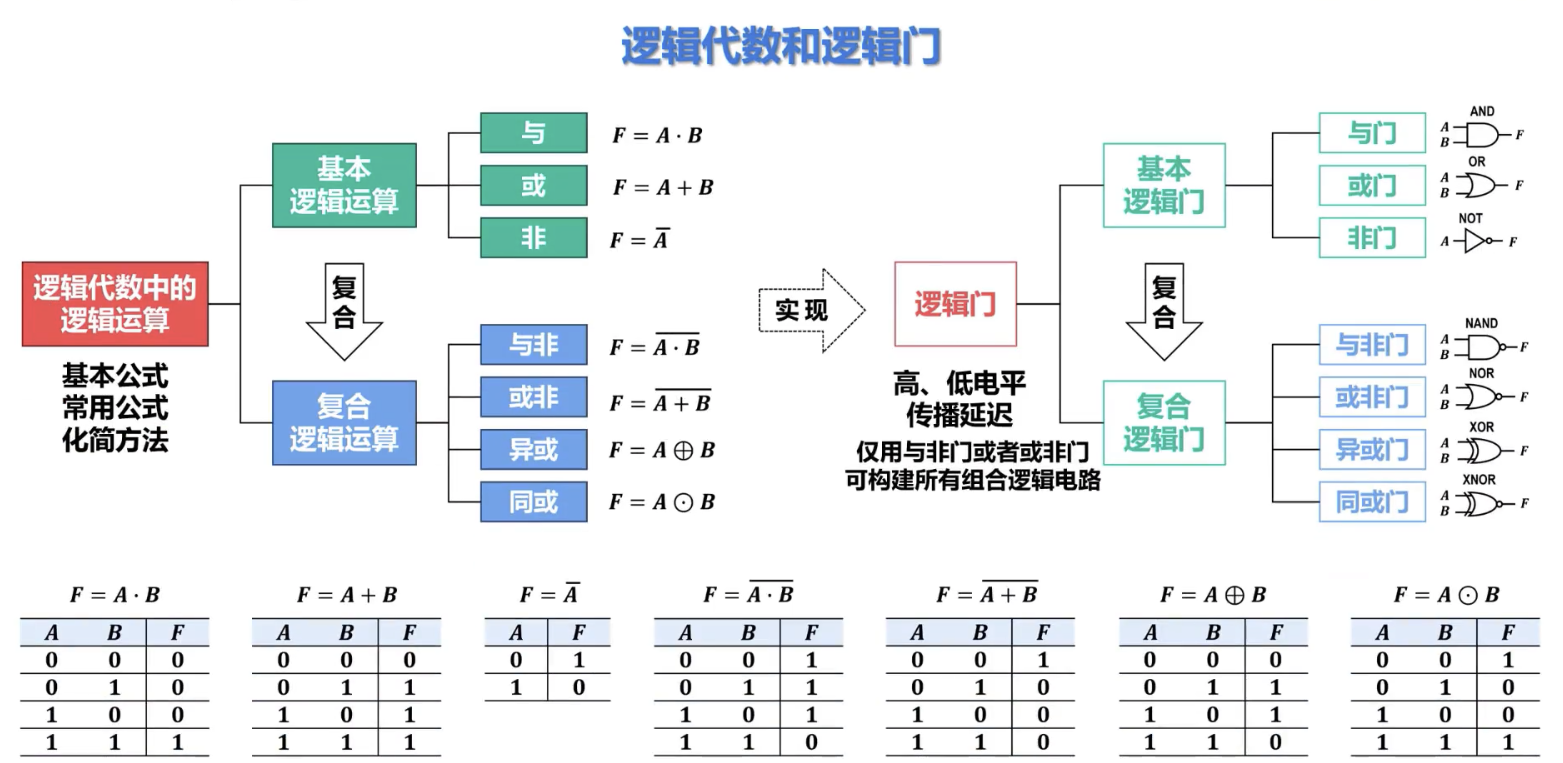 逻辑代数和逻辑门
逻辑代数中的
逻辑运算
基本公式
常用公式
化简方法
基本
逻辑运算
复
合
复合
逻辑运算
与 F = A · B
或 F = A + B
非 F = A̅
与非 F = A̅ ̅·̅ ̅B̅
或非 F = A̅ ̅+̅ ̅B̅
异或 F = A ⊕ B
同或 F = A ⊙ B
实现
逻辑门
高、低电平
传播延迟
仅用与非门或者或非门
可构建所有组合逻辑电路
基本
逻辑门
复
合
复合
逻辑门
与门 AND A B F
或门 OR A B F
非门 NOT A F
与非门 NAND A B F
或非门 NOR A B F
异或门 XOR A B F
同或门 XNOR A B F
F = A · B
A B F
0 0 0
0 1 0
1 0 0
1 1 1
F = A + B
A B F
0 0 0
0 1 1
1 0 1
1 1 1
F = A̅
A F
0 1
1 0
F = A̅ ̅·̅ ̅B̅
A B F
0 0 1
0 1 1
1 0 1
1 1 0
F = A̅ ̅+̅ ̅B̅
A B F
0 0 1
0 1 0
1 0 0
1 1 0
F = A ⊕ B
A B F
0 0 0
0 1 1
1 0 1
1 1 0
F = A ⊙ B
A B F
0 0 1
0 1 0
1 0 0
1 1 1